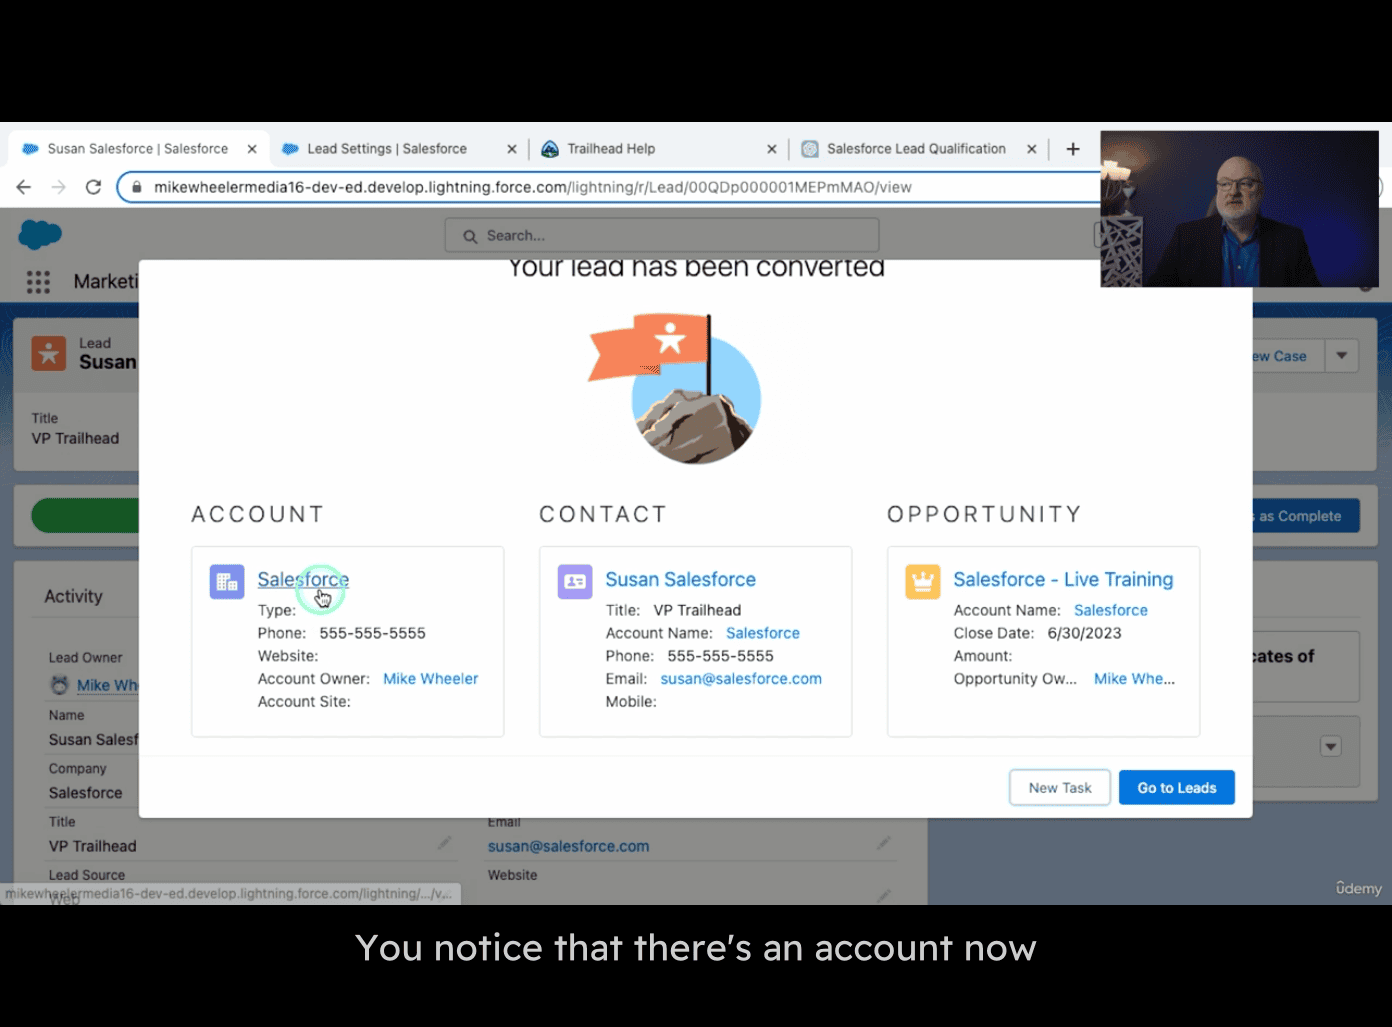 Susan Salesforce | Salesforce
Lead Settings | Salesforce
Trailhead Help
Salesforce Lead Qualification
mikewheelermedia16-dev-ed.develop.lightning.force.com/lightning/r/Lead/00QDp000001MEPmMAO/view
Search...
Marketi
Your lead has been converted
Lead
Susan
ew Case
Title
VP Trailhead
ACCOUNT
CONTACT
OPPORTUNITY
s as Complete
Salesforce
Type:
Phone: 555-555-5555
Website:
Account Owner: Mike Wheeler
Account Site:
Susan Salesforce
Title: VP Trailhead
Account Name: Salesforce
Phone: 555-555-5555
Email: susan@salesforce.com
Mobile:
Salesforce - Live Training
Account Name: Salesforce
Close Date: 6/30/2023
Amount:
Opportunity Ow... Mike Whe...
Activity
Lead Owner
Mike Wh
cates of
Name
Susan Salesf
Company
Salesforce
New Task
Go to Leads
Title
VP Trailhead
Email
susan@salesforce.com
Lead Source
Web
Website
mikewheelermedia16-dev-ed.develop.lightning.force.com/lightning/.../v...
ûdemy
You notice that there's an account now